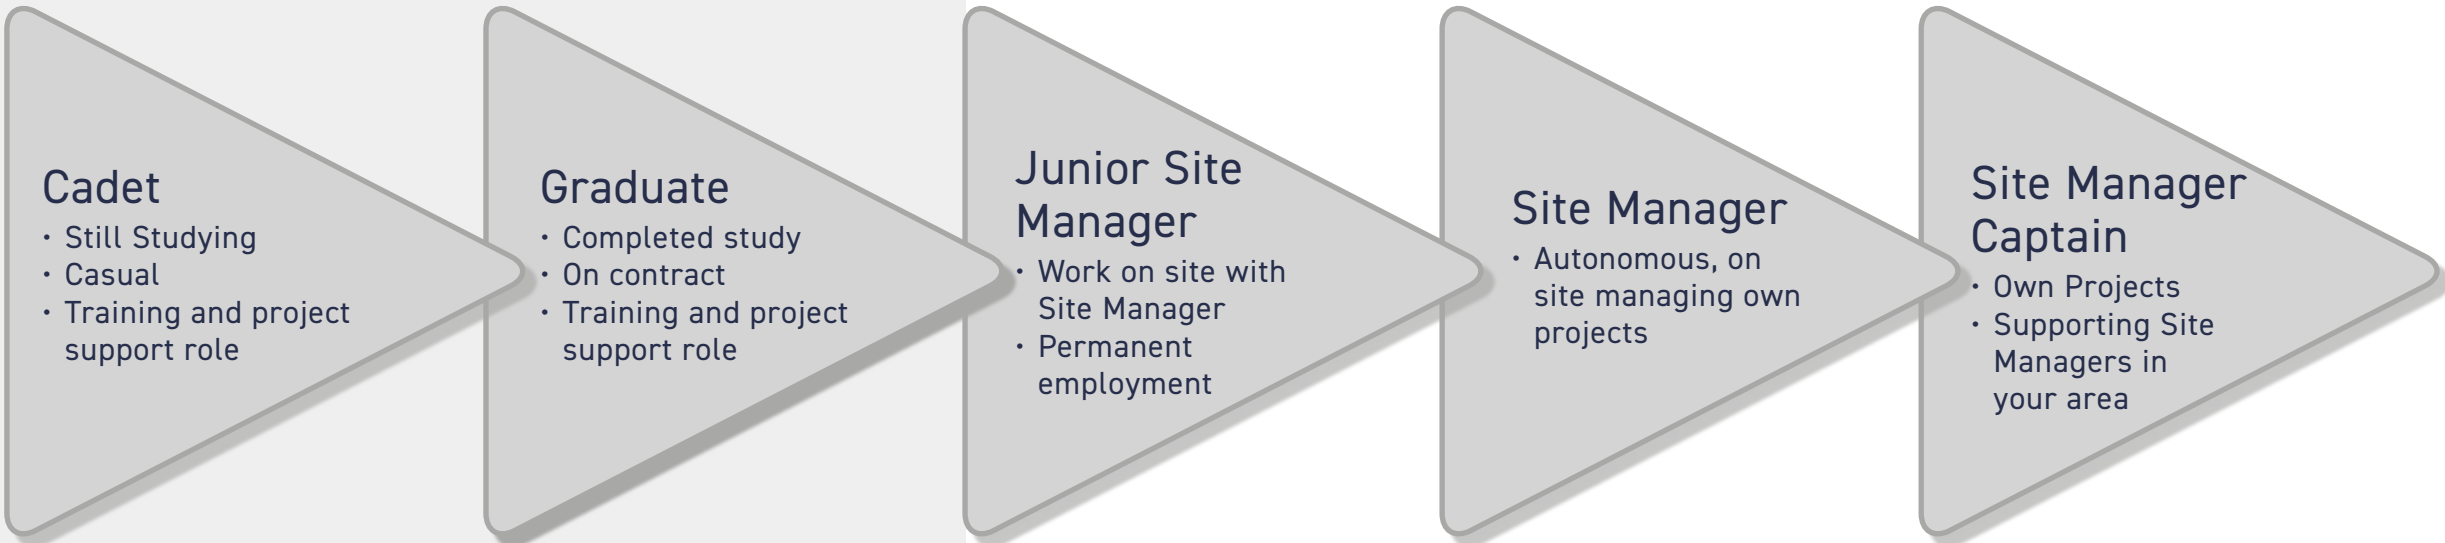 Cadet
· Still Studying
· Casual
· Training and project
support role
Graduate
· Completed study
· On contract
· Training and project
support role
Junior Site
Manager
· Work on site with
Site Manager
· Permanent
employment
Site Manager
· Autonomous, on
site managing own
projects
Site Manager
Captain
· Own Projects
· Supporting Site
Managers in
your area